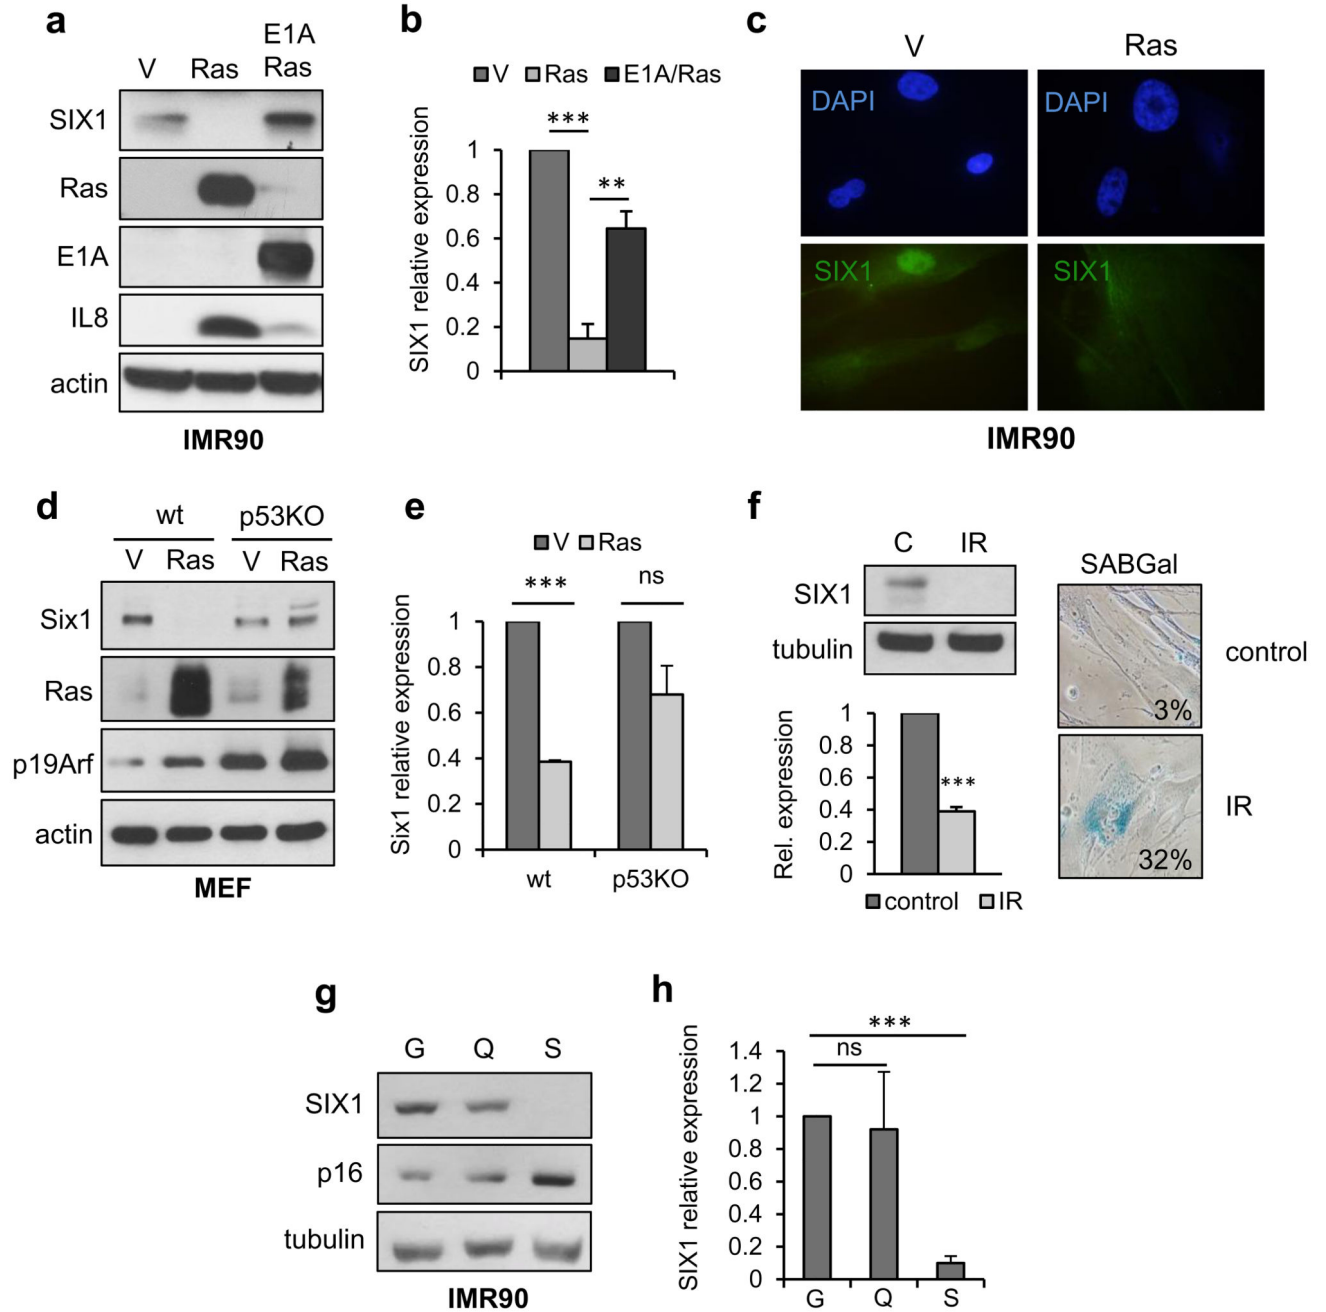 a
E1A
V Ras Ras
SIX1
Ras
E1A
IL8
actin
IMR90
b
V Ras E1A/Ras
***
**
SIX1 relative expression
1
0.8
0.6
0.4
0.2
0
c
V Ras
DAPI DAPI
SIX1 SIX1
IMR90
d
wt p53KO
V Ras V Ras
Six1
Ras
p19Arf
actin
MEF
e
V Ras
*** ns
Six1 relative expression
1
0.8
0.6
0.4
0.2
0
wt p53KO
f
C IR
SIX1
tubulin
Rel. expression
1
0.8
0.6
0.4
0.2
0
***
control IR
SABGal
3%
control
32%
IR
g
G Q S
SIX1
p16
tubulin
IMR90
h
***
ns
SIX1 relative expression
1.4
1.2
1
0.8
0.6
0.4
0.2
0
G Q S